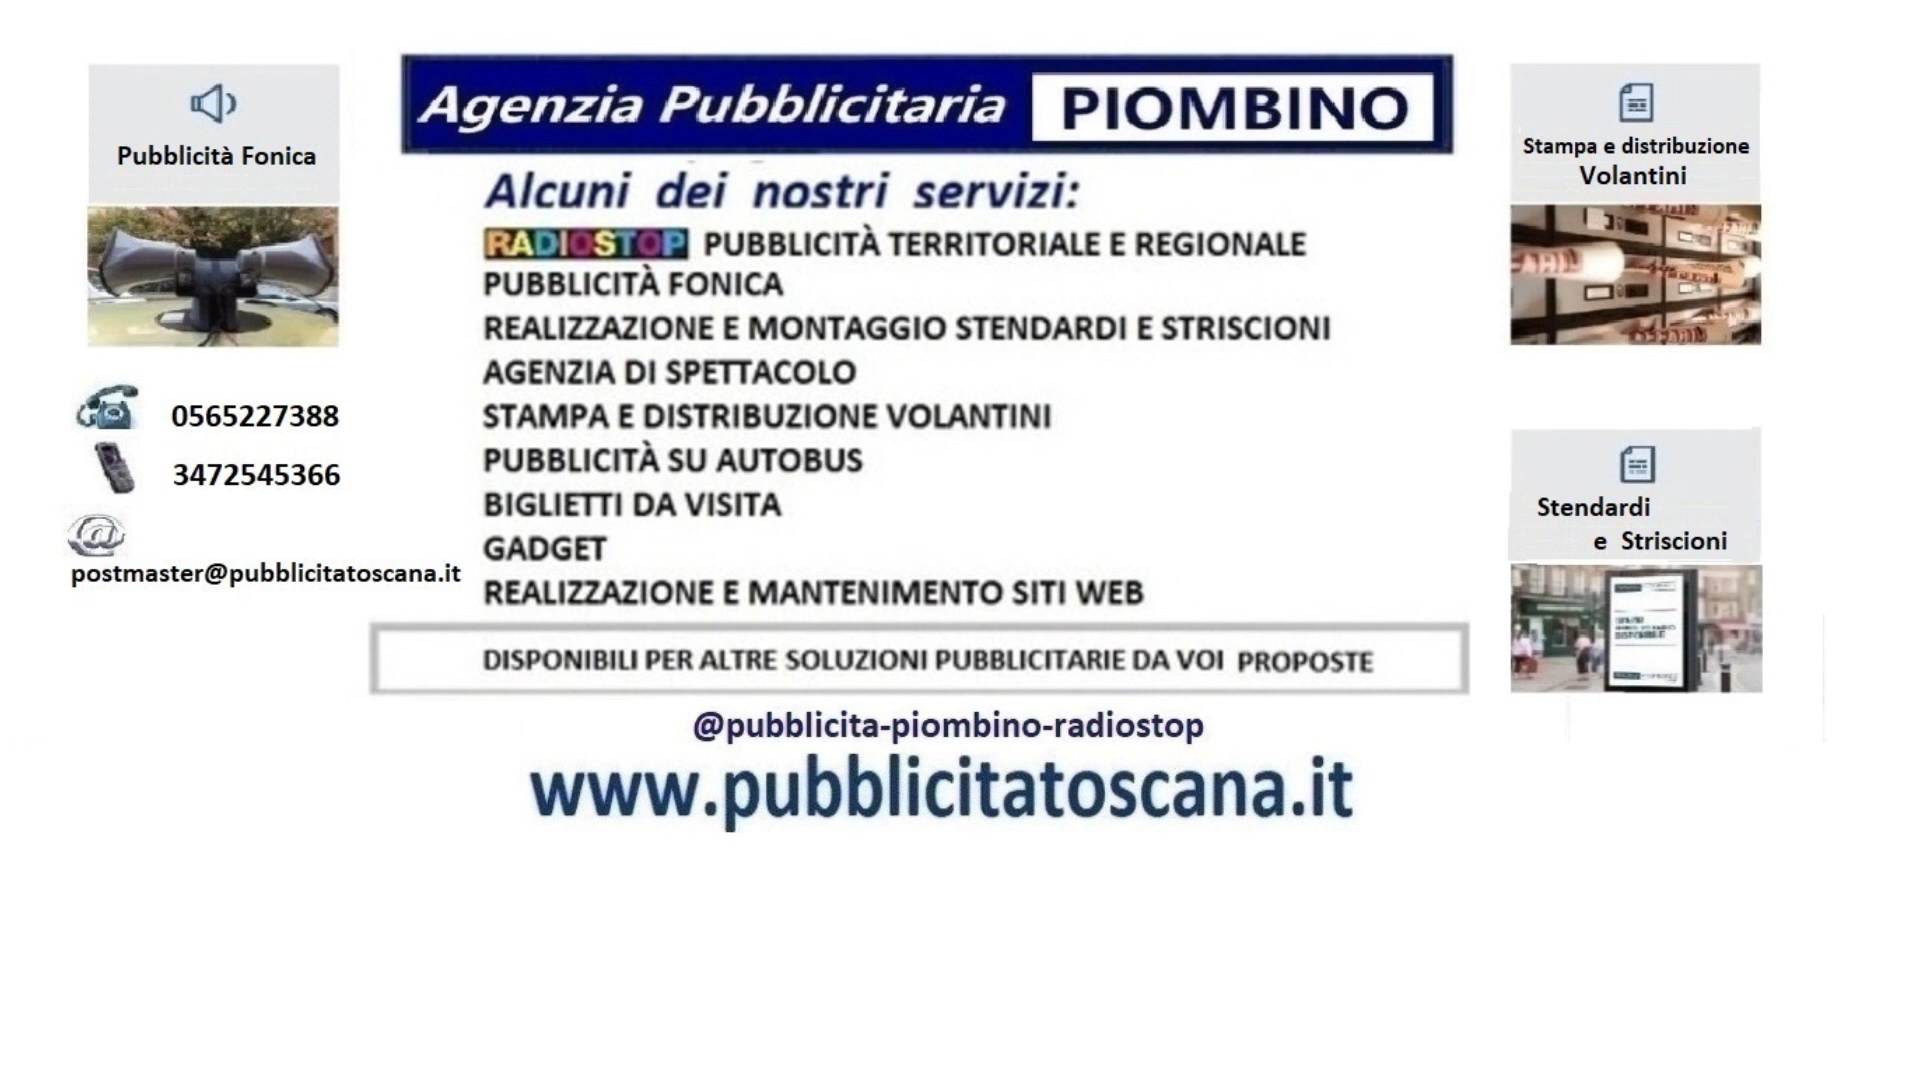 Agenzia Pubblicitaria PIOMBINO
Pubblicità Fonica
0565227388
3472545366
@
postmaster@pubblicitatoscana.it
Alcuni dei nostri servizi:
RADIOSTOP PUBBLICITÀ TERRITORIALE E REGIONALE
PUBBLICITÀ FONICA
REALIZZAZIONE E MONTAGGIO STENDARDI E STRISCIONI
AGENZIA DI SPETTACOLO
STAMPA E DISTRIBUZIONE VOLANTINI
PUBBLICITÀ SU AUTOBUS
BIGLIETTI DA VISITA
GADGET
REALIZZAZIONE E MANTENIMENTO SITI WEB
DISPONIBILI PER ALTRE SOLUZIONI PUBBLICITARIE DA VOI PROPOSTE
@pubblicita-piombino-radiostop
www.pubblicitatoscana.it
Stampa e distribuzione
Volantini
Stendardi
e Striscioni